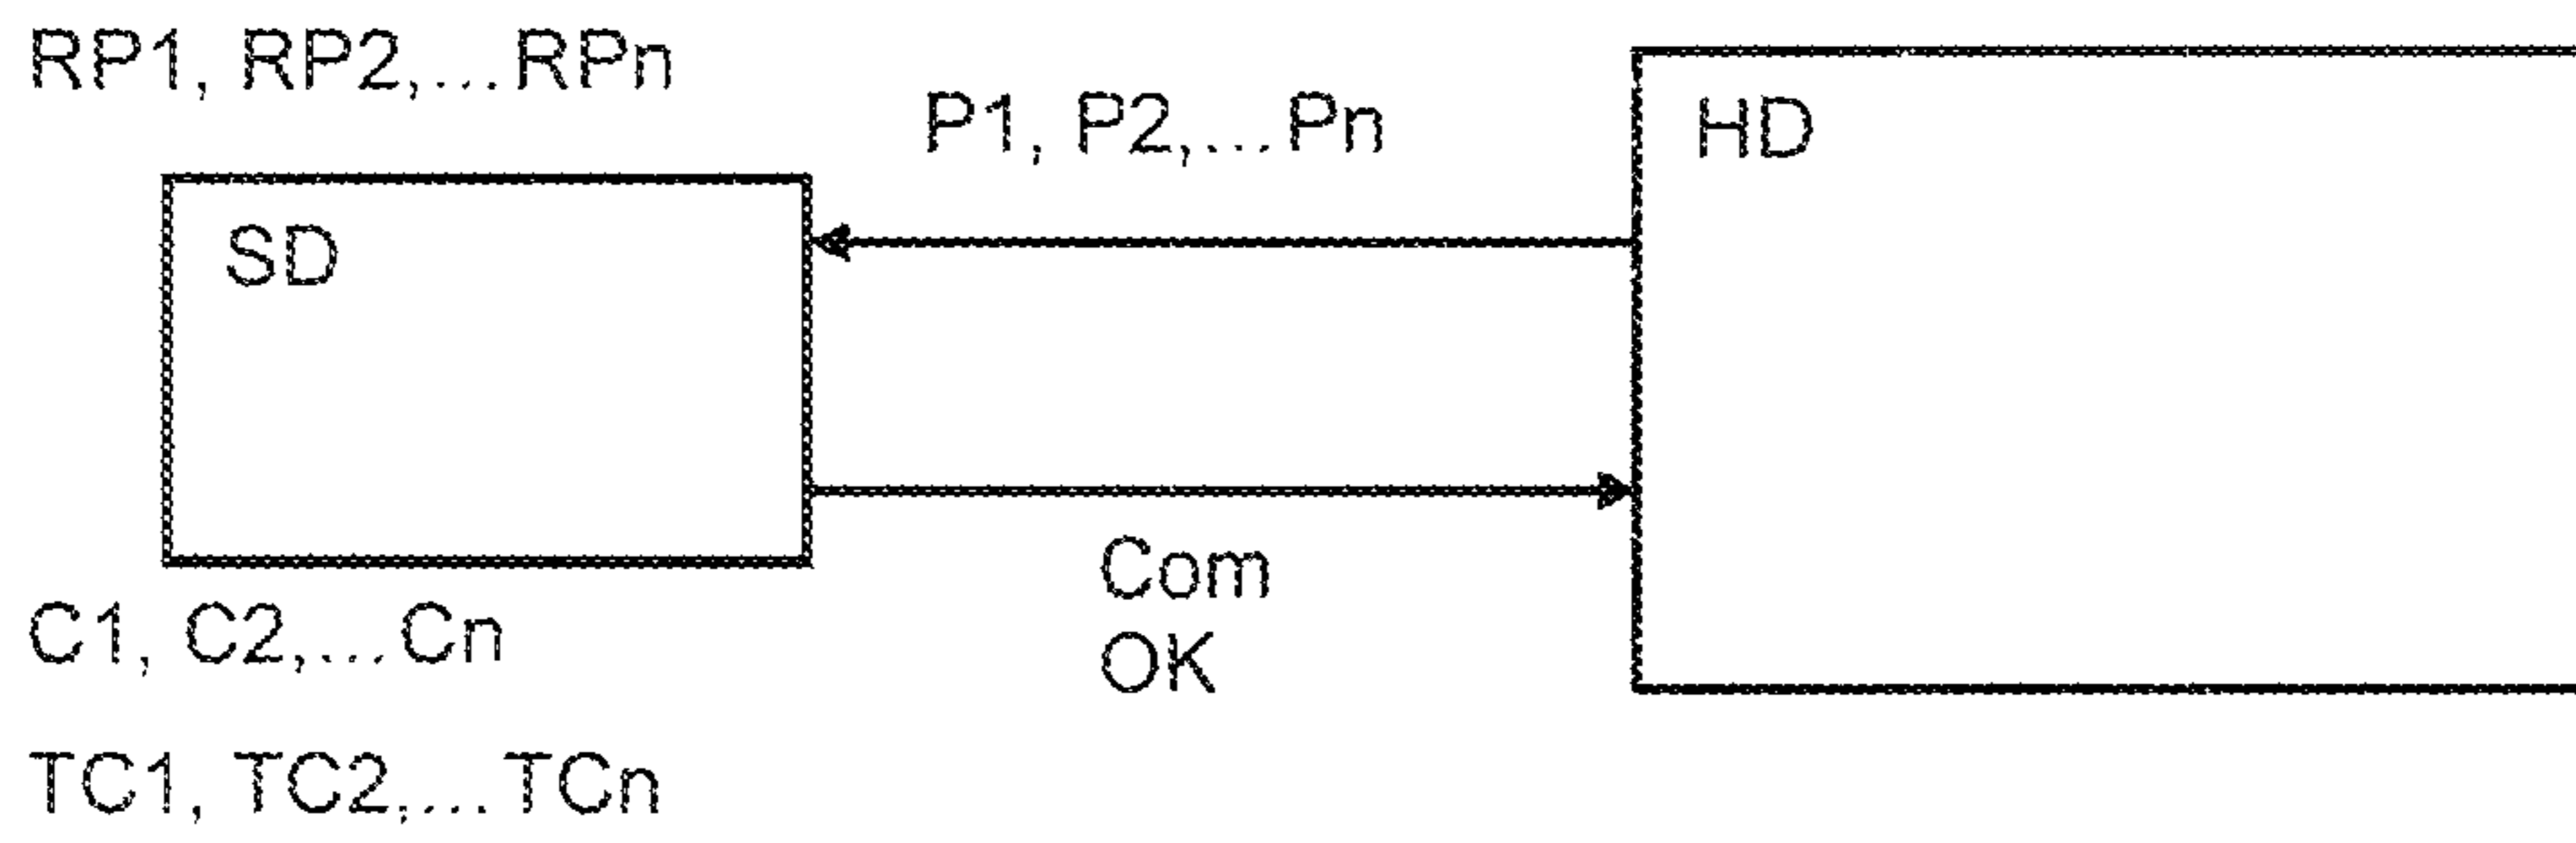 RP1, RP2,...RPn
P1, P2,...Pn
HD
SD
Com
OK
C1, C2,...Cn
TC1, TC2,...TCn